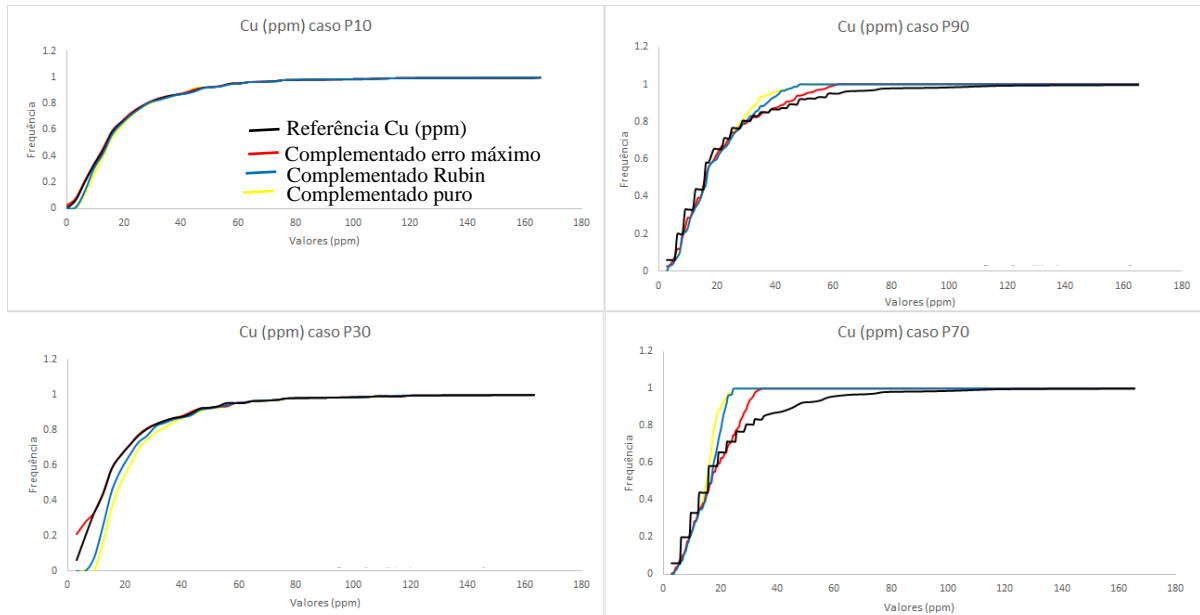 Cu (ppm) caso P10
1.2
1
0.8
0.6
0.4
0.2
0
Frequência
0 20 40 60 80 100 120 140 160 180
Valores (ppm)
Referência Cu (ppm)
Complementado erro máximo
Complementado Rubin
Complementado puro
Cu (ppm) caso P90
1.2
1
0.8
0.6
0.4
0.2
0
Frequência
0 20 40 60 80 100 120 140 160 180
Valores (ppm)
Cu (ppm) caso P30
1.2
1
0.8
0.6
0.4
0.2
0
Frequência
0 20 40 60 80 100 120 140 160 180
Valores (ppm)
Cu (ppm) caso P70
1.2
1
0.8
0.6
0.4
0.2
0
Frequência
0 20 40 60 80 100 120 140 160 180
Valores (ppm)